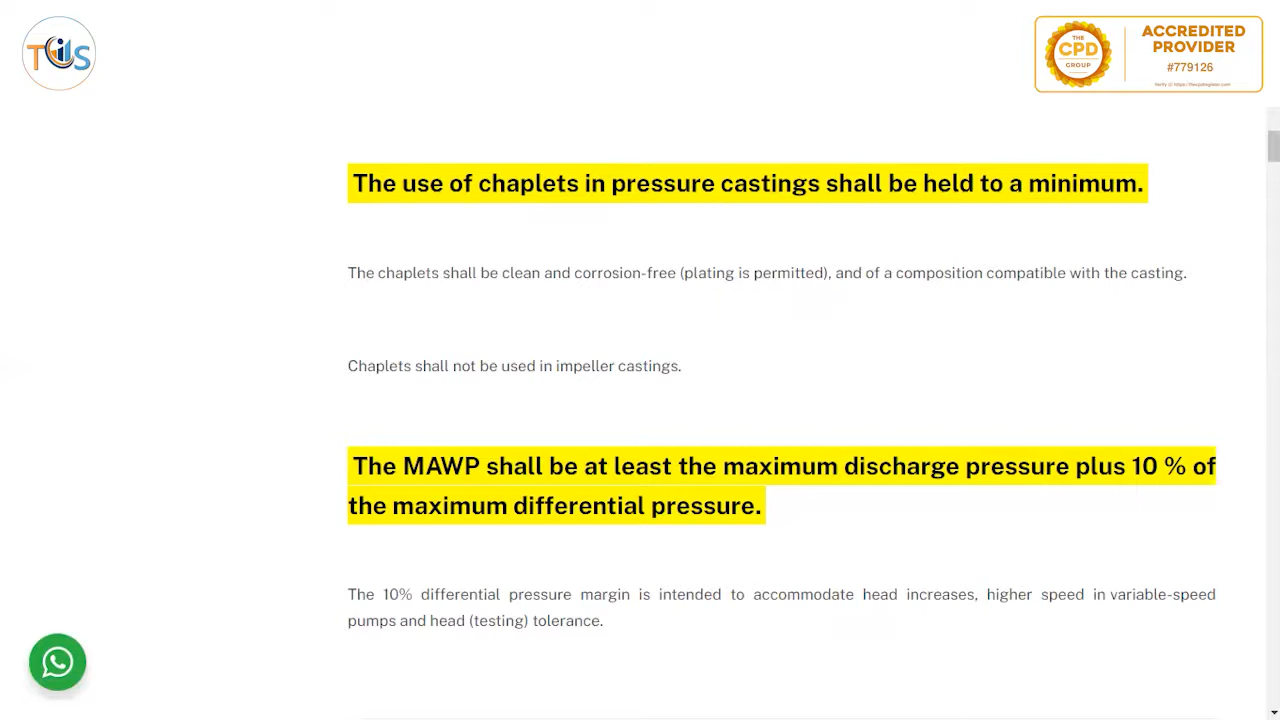 TIS
THE
CPD
GROUP
ACCREDITED
PROVIDER
#779126
The use of chaplets in pressure castings shall be held to a minimum.
The chaplets shall be clean and corrosion-free (plating is permitted), and of a composition compatible with the casting.
Chaplets shall not be used in impeller castings.
The MAWP shall be at least the maximum discharge pressure plus 10 % of
the maximum differential pressure.
The 10% differential pressure margin is intended to accommodate head increases, higher speed in variable-speed
pumps and head (testing) tolerance.